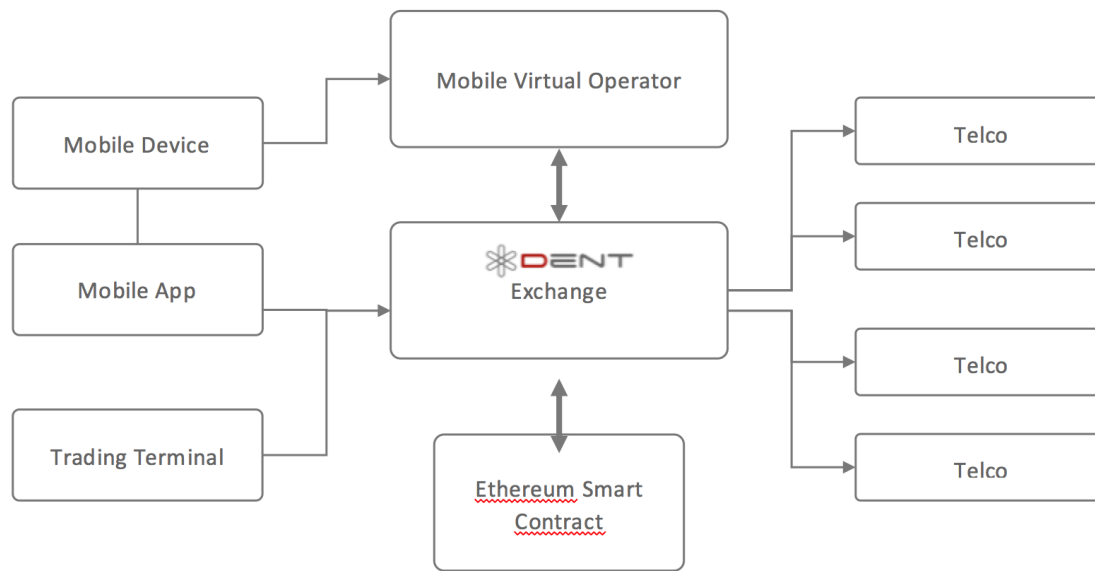 Mobile Virtual Operator
Mobile Device
Telco
Telco
DENT
Exchange
Mobile App
Telco
Trading Terminal
Telco
Ethereum Smart
Contract